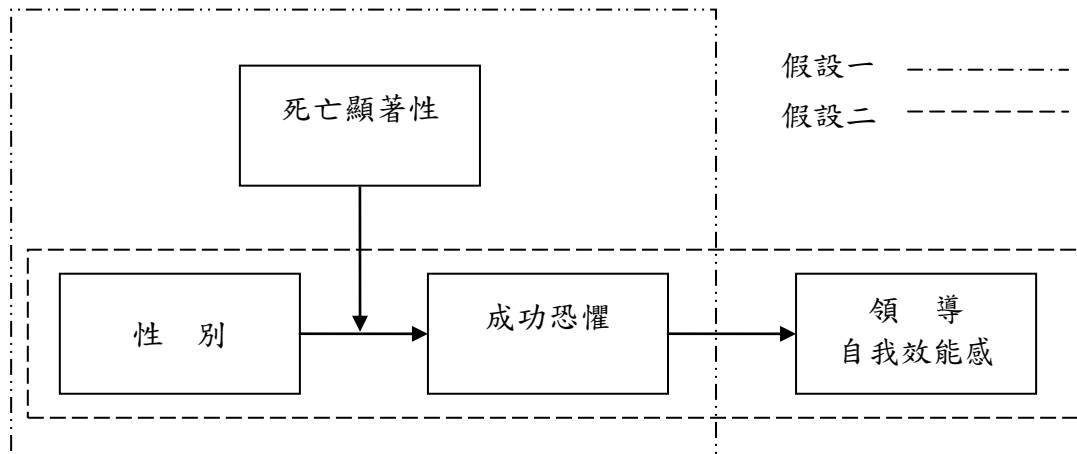 假設一
假設二
死亡顯著性
性 別
成功恐懼
領 導
自我效能感